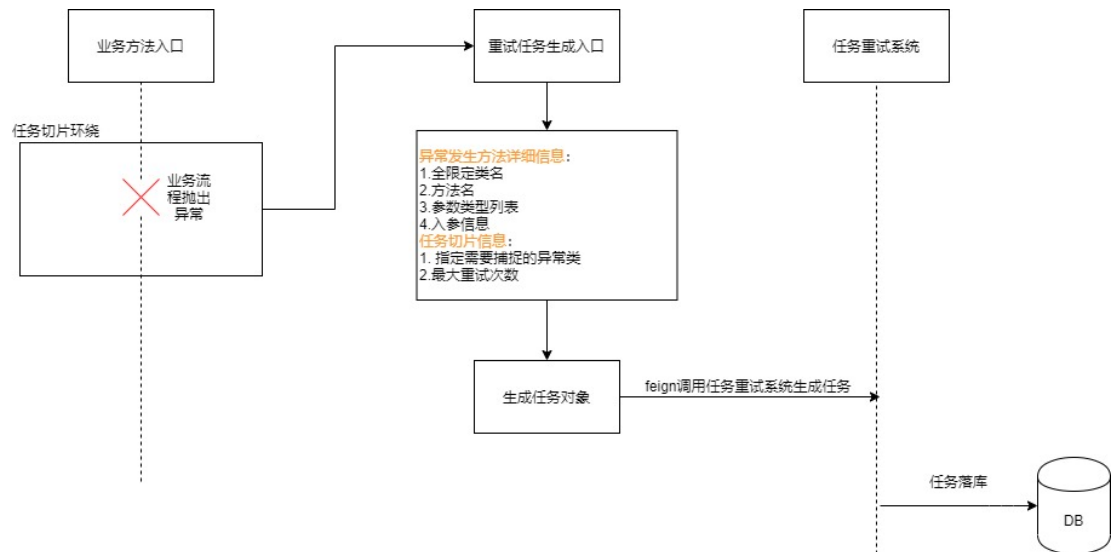 业务方法入口
重试任务生成入口
任务重试系统
任务切片环绕
业务流
程抛出
异常
异常发生方法详细信息：
1.全限定类名
2.方法名
3.参数类型列表
4.入参信息
任务切片信息：
1. 指定需要捕捉的异常类
2.最大重试次数
生成任务对象
feign调用任务重试系统生成任务
任务落库
DB